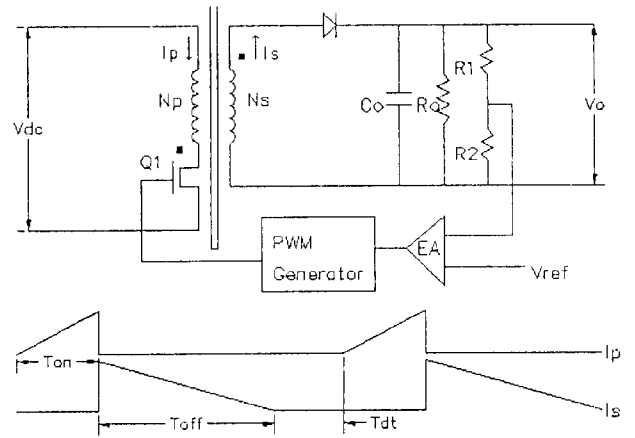 Ip
Is
R1
Np
Ns
Co
Ro
Vdc
Vo
Q1
R2
PWM
Generator
EA
Vref
Ton
Ip
Toff
Tdt
Is